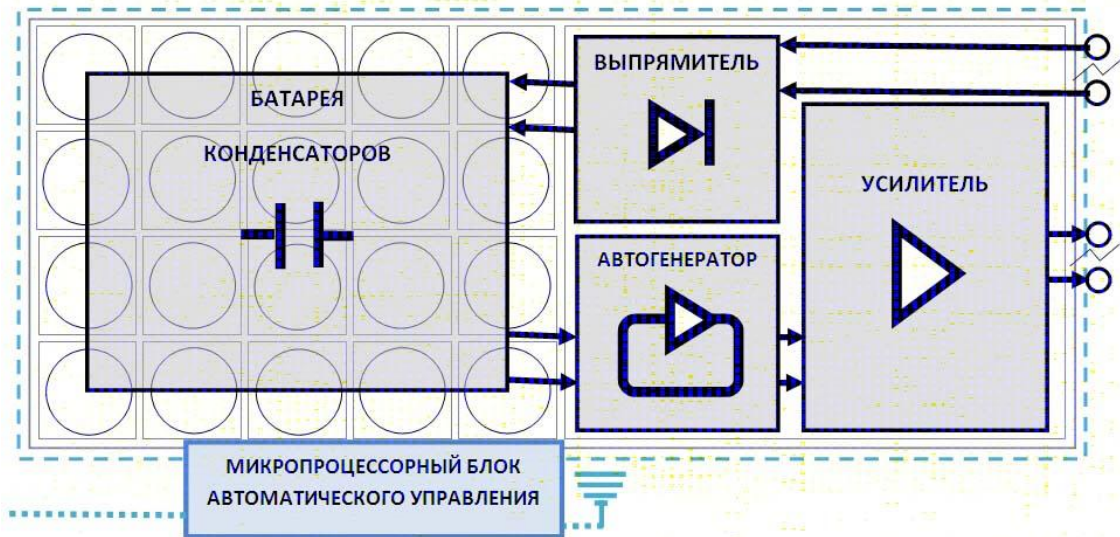 БАТАРЕЯ
КОНДЕНСАТОРОВ
ВЫПРЯМИТЕЛЬ
УСИЛИТЕЛЬ
АВТОГЕНЕРАТОР
МИКРОПРОЦЕССОРНЫЙ БЛОК
АВТОМАТИЧЕСКОГО УПРАВЛЕНИЯ